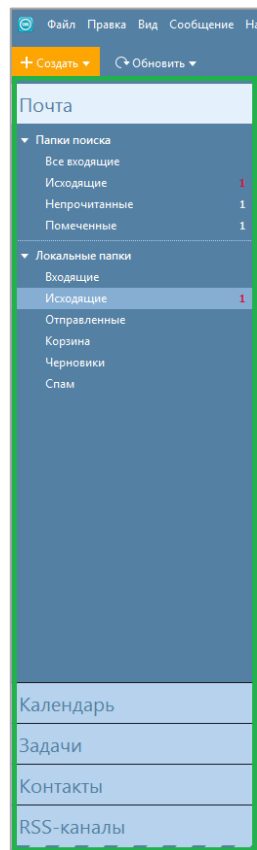 Файл Правка Вид Сообщение На
+ Создать ▾ Обновить ▾
Почта
Папки поиска
Все входящие
Исходящие 1
Непрочитанные 1
Помеченные 1
Локальные папки
Входящие
Исходящие 1
Отправленные
Корзина
Черновики
Спам
Календарь
Задачи
Контакты
RSS-каналы